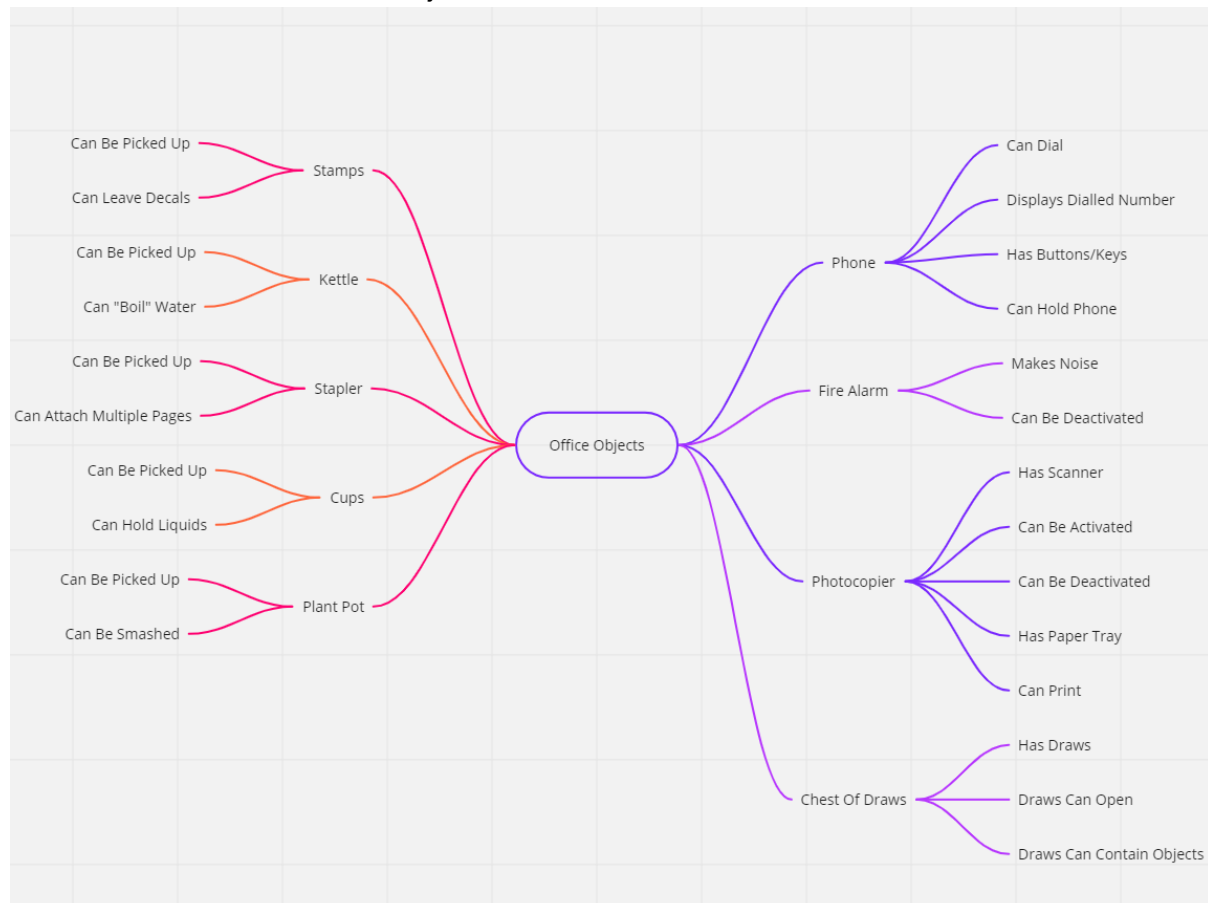 Can Be Picked Up
Can Leave Decals
Stamps
Can Be Picked Up
Can "Boil" Water
Kettle
Can Be Picked Up
Can Attach Multiple Pages
Stapler
Can Be Picked Up
Can Hold Liquids
Cups
Can Be Picked Up
Can Be Smashed
Plant Pot
Office Objects
Phone
Can Dial
Displays Dialled Number
Has Buttons/Keys
Can Hold Phone
Fire Alarm
Makes Noise
Can Be Deactivated
Photocopier
Has Scanner
Can Be Activated
Can Be Deactivated
Has Paper Tray
Can Print
Chest Of Draws
Has Draws
Draws Can Open
Draws Can Contain Objects